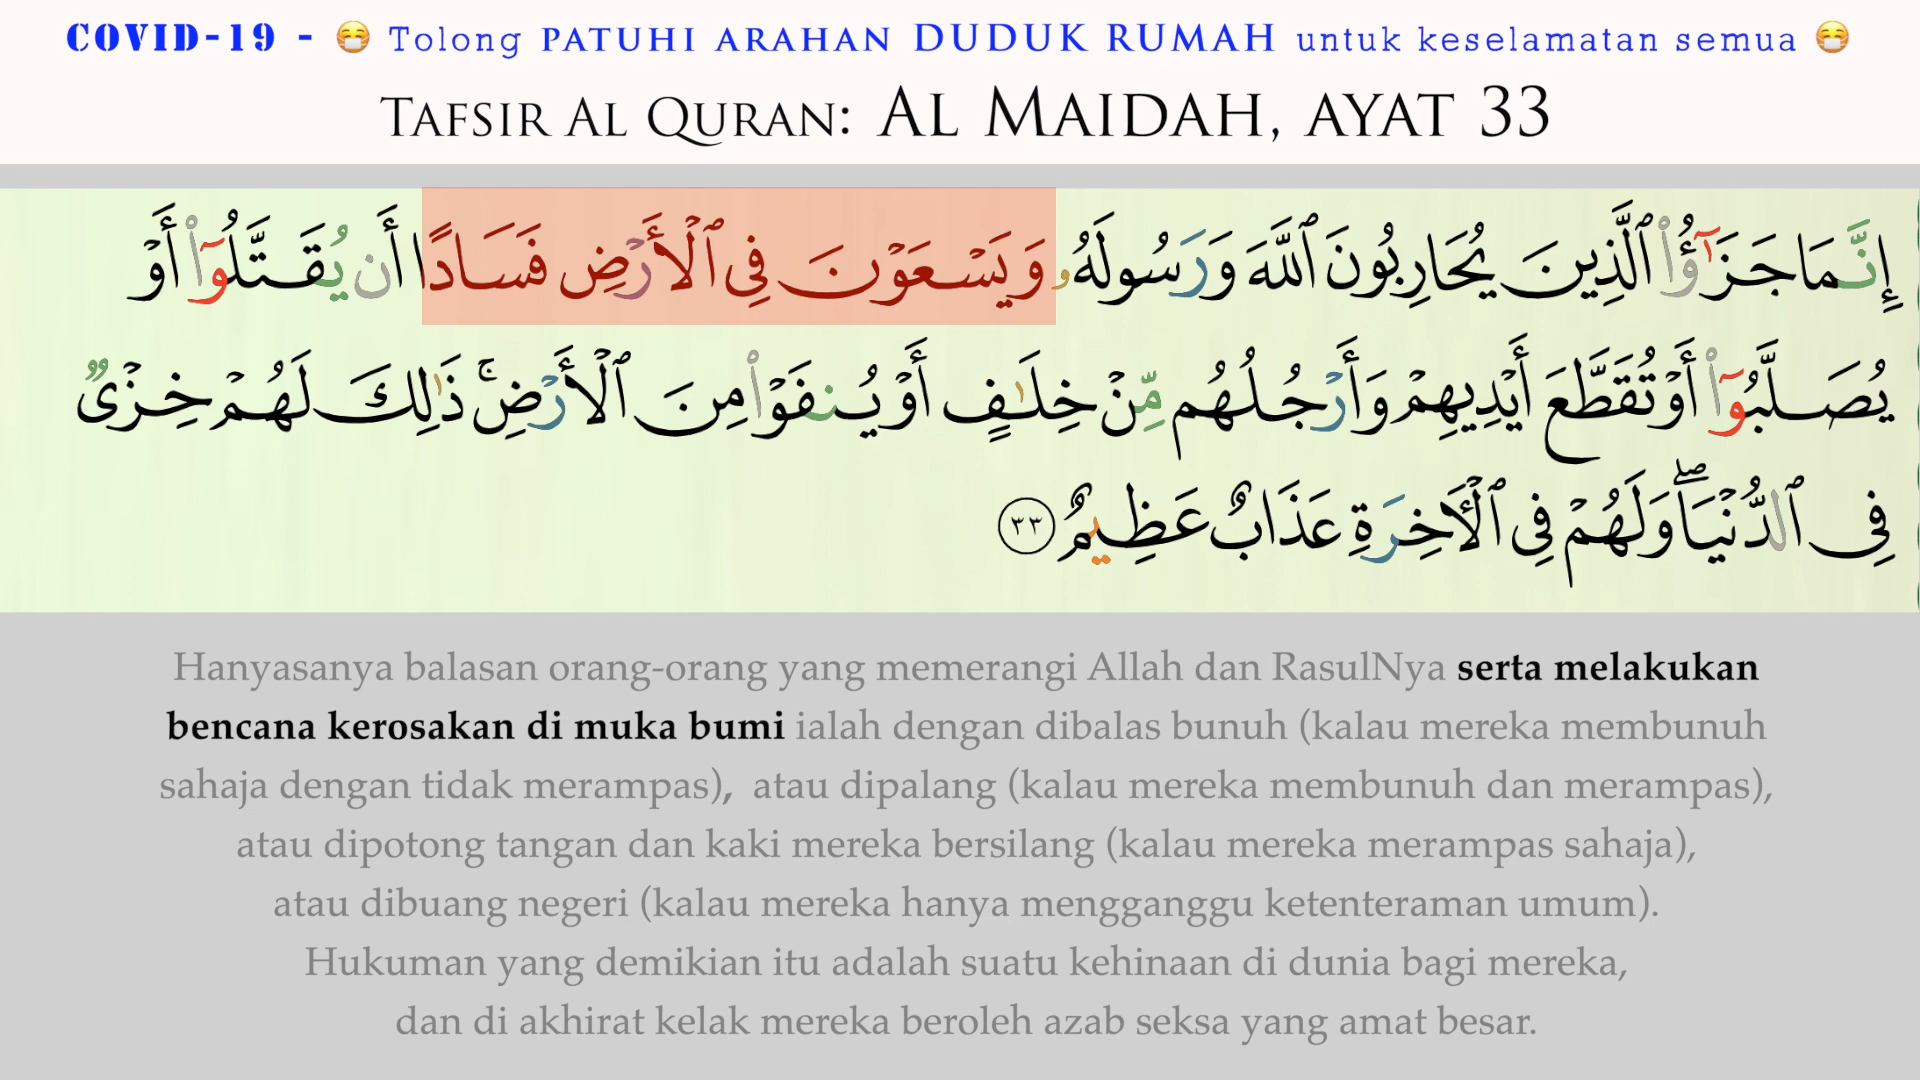 COVID-19 - 😷 Tolong PATUHI ARAHAN DUDUK RUMAH untuk keselamatan semua 😷
TAFSIR AL QURAN: AL MAIDAH, AYAT 33
إِنَّمَا جَزَٰٓؤُا۟ ٱلَّذِينَ يُحَارِبُونَ ٱللَّهَ وَرَسُولَهُۥ وَيَسْعَوْنَ فِى ٱلْأَرْضِ فَسَادًا أَن يُقَتَّلُوٓا۟ أَوْ
يُصَلَّبُوٓا۟ أَوْ تُقَطَّعَ أَيْدِيهِمْ وَأَرْجُلُهُم مِّنْ خِلَٰفٍ أَوْ يُنفَوْا۟ مِنَ ٱلْأَرْضِ ۚ ذَٰلِكَ لَهُمْ خِزْىٌ
فِى ٱلدُّنْيَا ۖ وَلَهُمْ فِى ٱلْـَٔاخِرَةِ عَذَابٌ عَظِيمٌ ٣٣
Hanyasanya balasan orang-orang yang memerangi Allah dan RasulNya serta melakukan
bencana kerosakan di muka bumi ialah dengan dibalas bunuh (kalau mereka membunuh
sahaja dengan tidak merampas), atau dipalang (kalau mereka membunuh dan merampas),
atau dipotong tangan dan kaki mereka bersilang (kalau mereka merampas sahaja),
atau dibuang negeri (kalau mereka hanya mengganggu ketenteraman umum).
Hukuman yang demikian itu adalah suatu kehinaan di dunia bagi mereka,
dan di akhirat kelak mereka beroleh azab seksa yang amat besar.